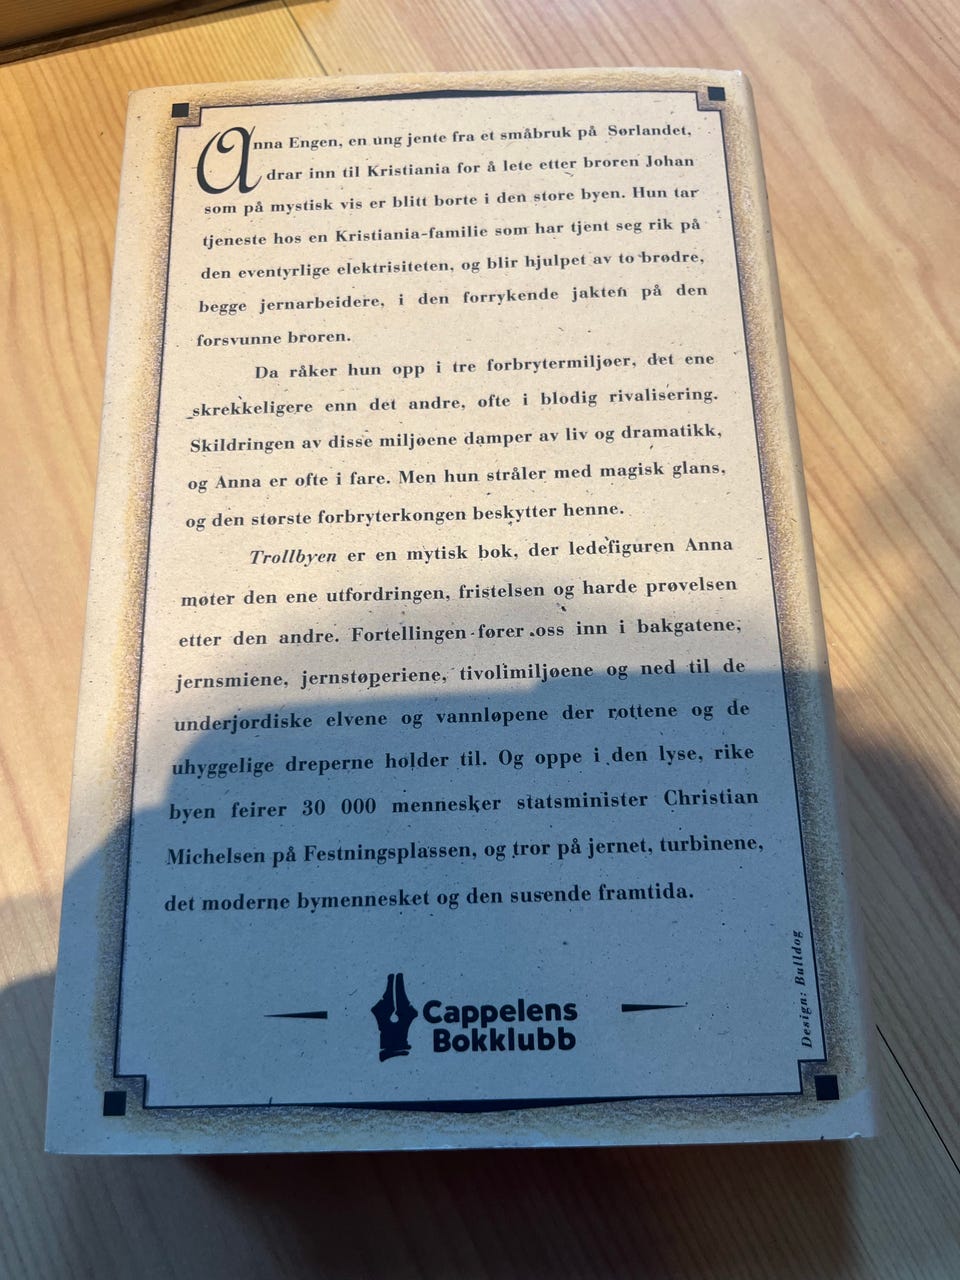 Anna Engen, en ung jente fra et småbruk på Sørlandet,
drar inn til Kristiania for å lete etter broren Johan
som på mystisk vis er blitt borte i den store byen. Hun tar
tjeneste hos en Kristiania-familie som har tjent seg rik på
den eventyrlige elektrisiteten, og blir hjulpet av to brødre,
begge jernarbeidere, i den forrykende jakten på den
forsvunne broren.
Da råker hun opp i tre forbrytermiljøer, det ene
skrekkeligere enn det andre, ofte i blodig rivalisering.
Skildringen av disse miljøene damper av liv og dramatikk,
og Anna er ofte i fare. Men hun stråler med magisk glans,
og den største forbryterkongen beskytter henne.
Trollbyen er en mytisk bok, der ledefiguren Anna
møter den ene utfordringen, fristelsen og harde prøvelsen
etter den andre. Fortellingen fører oss inn i bakgatene,
jernsmiene, jernstøperiene, tivolimiljøene og ned til de
underjordiske elvene og vannløpene der rottene og de
uhyggelige dreperne holder til. Og oppe i den lyse, rike
byen feirer 30 000 mennesker statsminister Christian
Michelsen på Festningsplassen, og tror på jernet, turbinene,
det moderne bymennesket og den susende framtida.
Cappelens
Bokklubb
Design: Bulldog